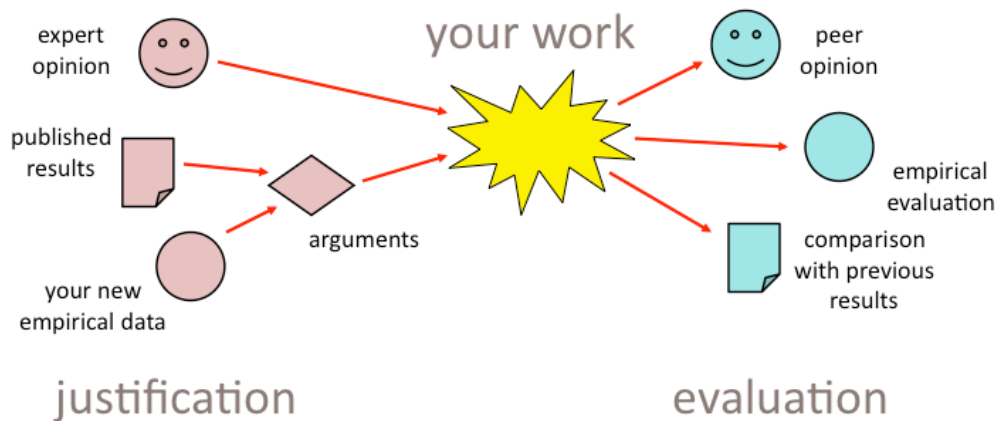 expert
opinion
your work
peer
opinion
published
results
arguments
your new
empirical data
empirical
evaluation
comparison
with previous
results
justification
evaluation